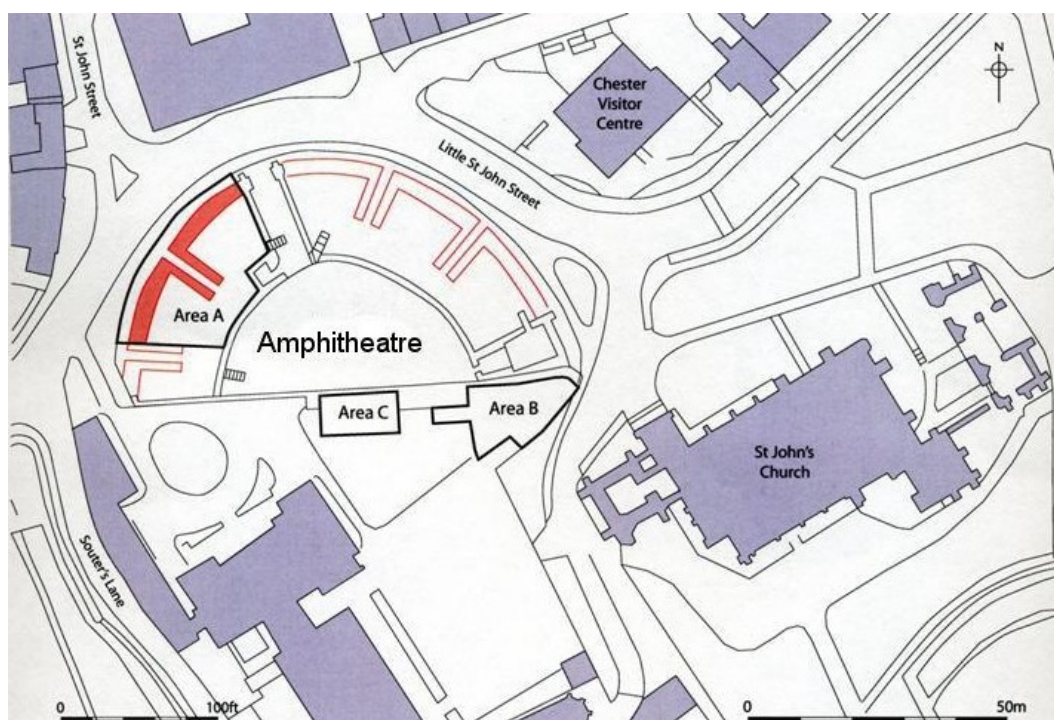 St John Street
N
Chester
Visitor
Centre
Little St John Street
Area A
Amphitheatre
Area C
Area B
St John's
Church
Souter's Lane
0
100ft
0
50m